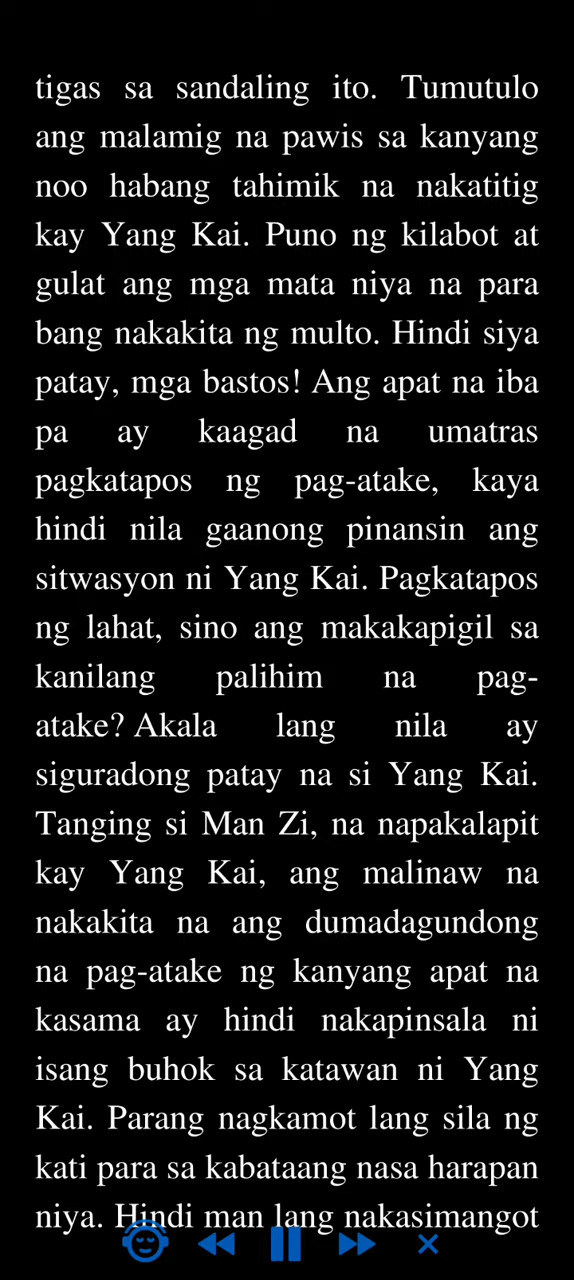 tigas sa sandaling ito. Tumutulo
ang malamig na pawis sa kanyang
noo habang tahimik na nakatitig
kay Yang Kai. Puno ng kilabot at
gulat ang mga mata niya na para
bang nakakita ng multo. Hindi siya
patay, mga bastos! Ang apat na iba
pa ay kaagad na umatras
pagkatapos ng pag-atake, kaya
hindi nila gaanong pinansin ang
sitwasyon ni Yang Kai. Pagkatapos
ng lahat, sino ang makakapigil sa
kanilang palihim na pag-
atake? Akala lang nila ay
siguradong patay na si Yang Kai.
Tanging si Man Zi, na napakalapit
kay Yang Kai, ang malinaw na
nakakita na ang dumadagundong
na pag-atake ng kanyang apat na
kasama ay hindi nakapinsala ni
isang buhok sa katawan ni Yang
Kai. Parang nagkamot lang sila ng
kati para sa kabataang nasa harapan
niya. Hindi man lang nakasimangot